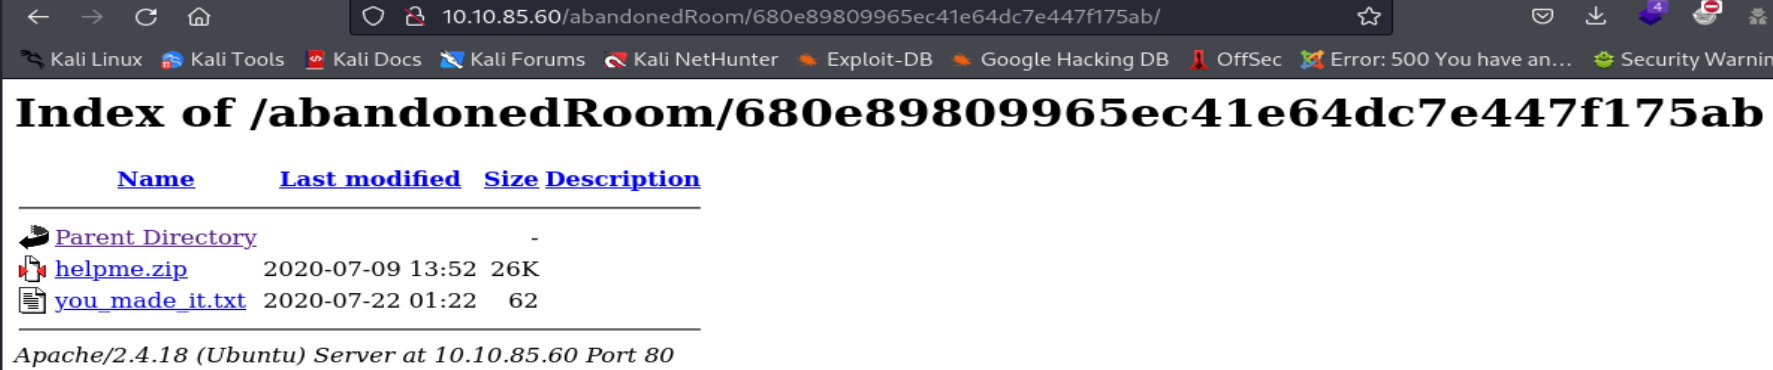 10.10.85.60/abandonedRoom/680e89809965ec41e64dc7e447f175ab/
4
Kali Linux Kali Tools Kali Docs Kali Forums Kali NetHunter Exploit-DB Google Hacking DB OffSec Error: 500 You have an... Security Warnin
Index of /abandonedRoom/680e89809965ec41e64dc7e447f175ab
Name Last modified Size Description
Parent Directory -
helpme.zip 2020-07-09 13:52 26K
you_made_it.txt 2020-07-22 01:22 62
Apache/2.4.18 (Ubuntu) Server at 10.10.85.60 Port 80